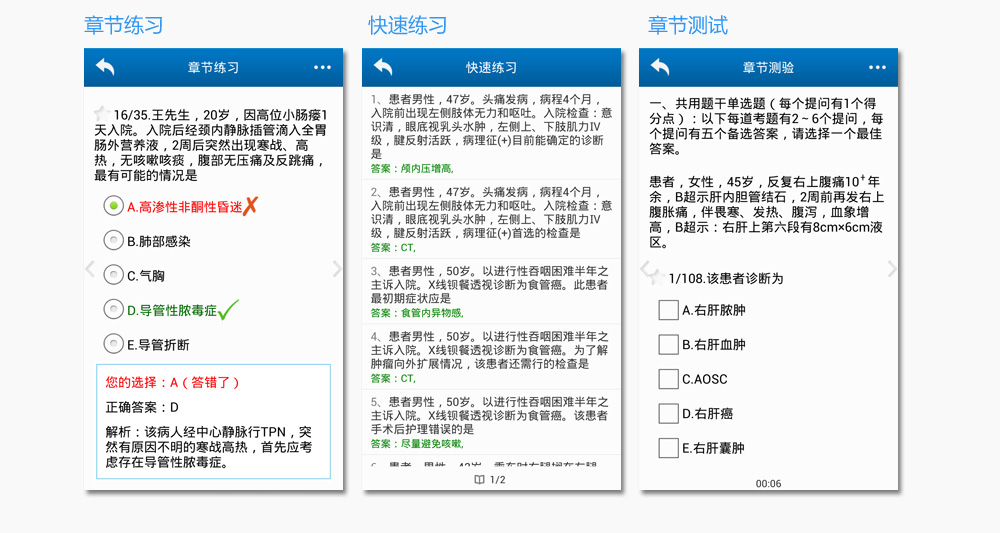 章节练习
章节练习
16/35.王先生，20岁，因高位小肠瘘1
天入院。入院后经颈内静脉插管滴入全胃
肠外营养液，2周后突然出现寒战、高
热，无咳嗽咳痰，腹部无压痛及反跳痛，
最有可能的情况是
A.高渗性非酮性昏迷
B.肺部感染
C.气胸
D.导管性脓毒症
E.导管折断
您的选择：A（答错了）
正确答案：D
解析：该病人经中心静脉行TPN，突
然有原因不明的寒战高热，首先应考
虑存在导管性脓毒症。
快速练习
快速练习
1、患者男性，47岁。头痛发病，病程4个月，
入院前出现左侧肢体无力和呕吐。入院检查：意
识清，眼底视乳头水肿，左侧上、下肢肌力Ⅳ
级，腱反射活跃，病理征(+)目前能确定的诊断
是
答案：颅内压增高,
2、患者男性，47岁。头痛发病，病程4个月，
入院前出现左侧肢体无力和呕吐。入院检查：意
识清，眼底视乳头水肿，左侧上、下肢肌力Ⅳ
级，腱反射活跃，病理征(+)首选的检查是
答案：CT,
3、患者男性，50岁。以进行性吞咽困难半年之
主诉入院。X线钡餐透视诊断为食管癌。此患者
最初期症状应是
答案：食管内异物感,
4、患者男性，50岁。以进行性吞咽困难半年之
主诉入院。X线钡餐透视诊断为食管癌。为了解
肿瘤向外扩展情况，该患者还需行的检查是
答案：CT,
5、患者男性，50岁。以进行性吞咽困难半年之
主诉入院。X线钡餐透视诊断为食管癌。该患者
手术后护理错误的是
答案：尽量避免咳嗽,
1/2
章节测试
章节测验
一、共用题干单选题（每个提问有1个得
分点）：以下每道考题有2～6个提问，每
个提问有五个备选答案，请选择一个最佳
答案。
患者，女性，45岁，反复右上腹痛10⁺年
余，B超示肝内胆管结石，2周前再发右上
腹胀痛，伴畏寒、发热、腹泻，血象增
高，B超示：右肝上第六段有8cm×6cm液
区。
1/108.该患者诊断为
A.右肝脓肿
B.右肝血肿
C.AOSC
D.右肝癌
E.右肝囊肿
00:06